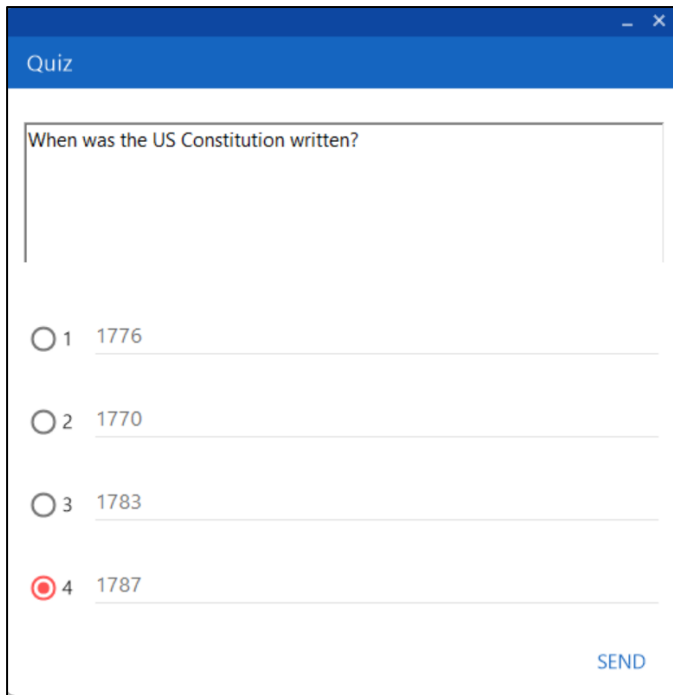 Quiz
When was the US Constitution written?
1 1776
2 1770
3 1783
4 1787
SEND